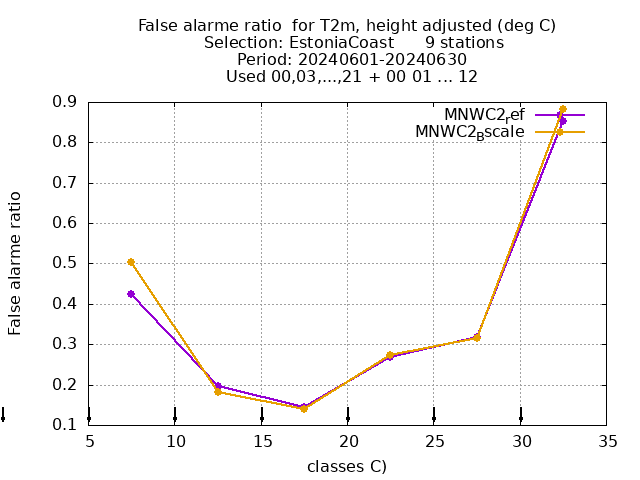 False alarme ratio  for T2m, height adjusted (deg C)
Selection: EstoniaCoast      9 stations
Period: 20240601-20240630
Used 00,03,...,21 + 00 01 ... 12
MNWC2ref
MNWC2Bscale
0.9
0.8
0.7
0.6
0.5
0.4
0.3
0.2
0.1
False alarme ratio
5 10 15 20 25 30 35
classes C)